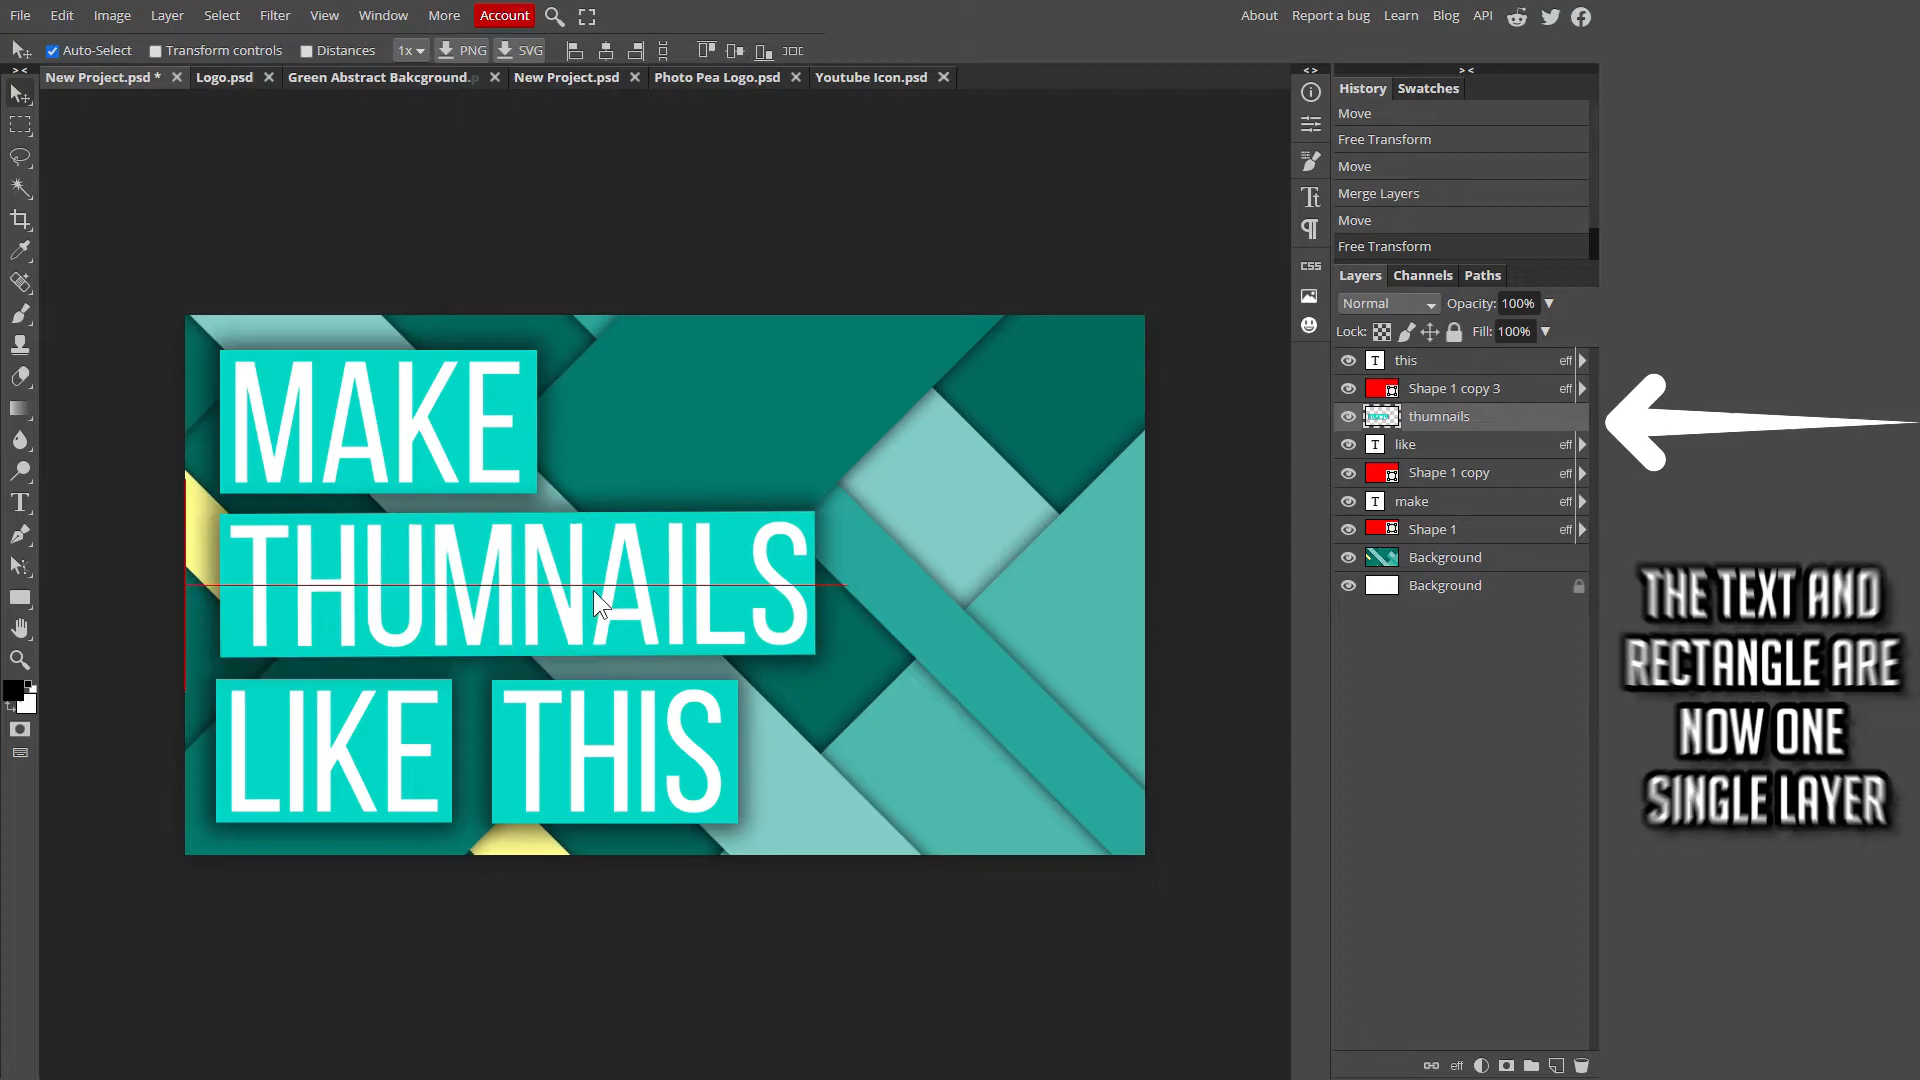 File Edit Image Layer Select Filter View Window More Account About Report a bug Learn Blog API
Auto-Select Transform controls Distances 1x PNG SVG
New Project.psd * Logo.psd Green Abstract Bakcground.p New Project.psd Photo Pea Logo.psd Youtube Icon.psd
History Swatches
Move
Free Transform
Move
Merge Layers
Move
Free Transform
Layers Channels Paths
Normal Opacity: 100%
Lock: Fill: 100%
T this eff
Shape 1 copy 3 eff
thumnails
T like eff
Shape 1 copy eff
T make eff
Shape 1 eff
Background
Background
eff
CSS
MAKE
THUMNAILS
LIKE THIS
THE TEXT AND
RECTANGLE ARE
NOW ONE
SINGLE LAYER